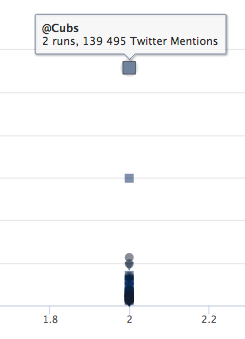 @Cubs
2 runs, 139 495 Twitter Mentions
1.8 2 2.2